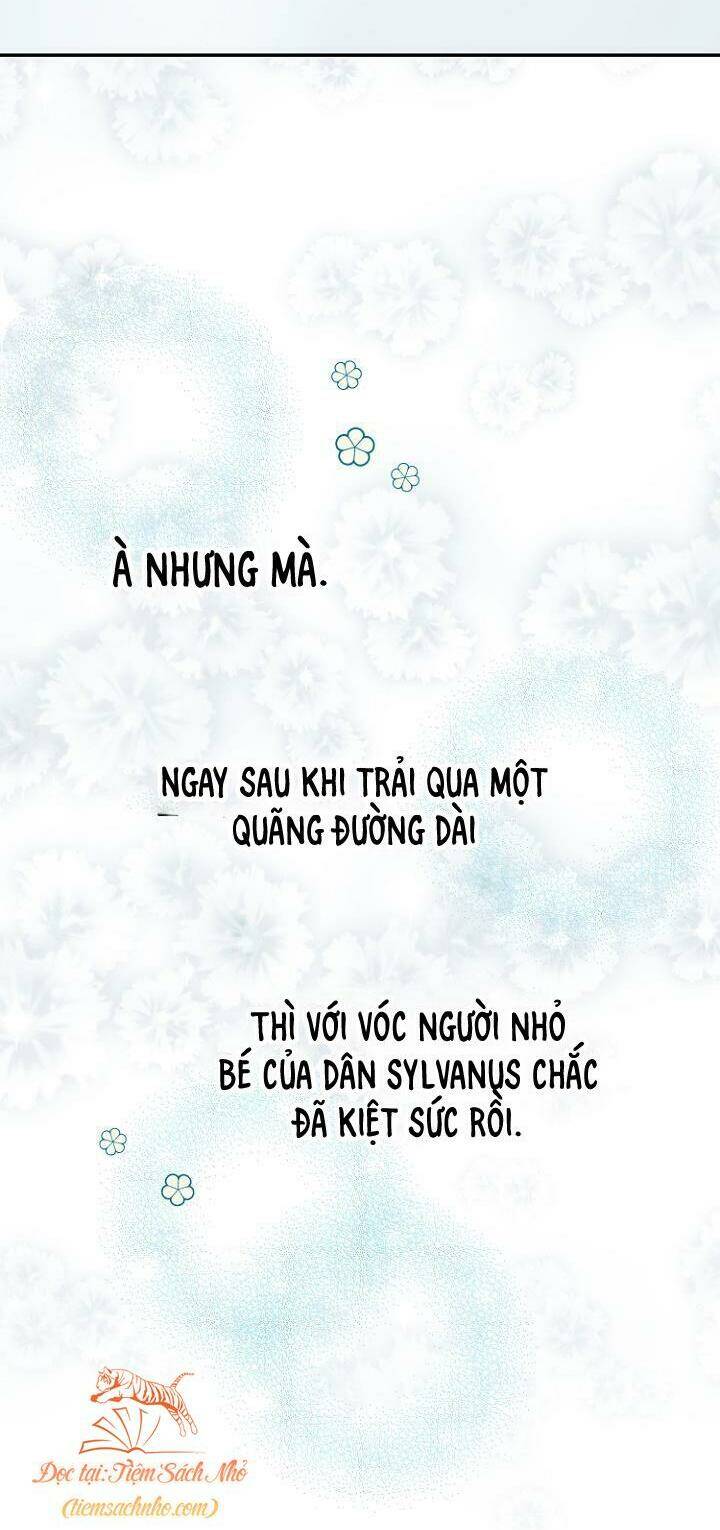 À NHƯNG MÀ.
NGAY SAU KHI TRẢI QUA MỘT
QUÃNG ĐƯỜNG DÀI
THÌ VỚI VÓC NGƯỜI NHỎ
BÉ CỦA DÂN SYLVANUS CHẮC
ĐÃ KIỆT SỨC RỒI.
Đọc tại: Tiệm Sách Nhỏ
(tiemsachnho.com)